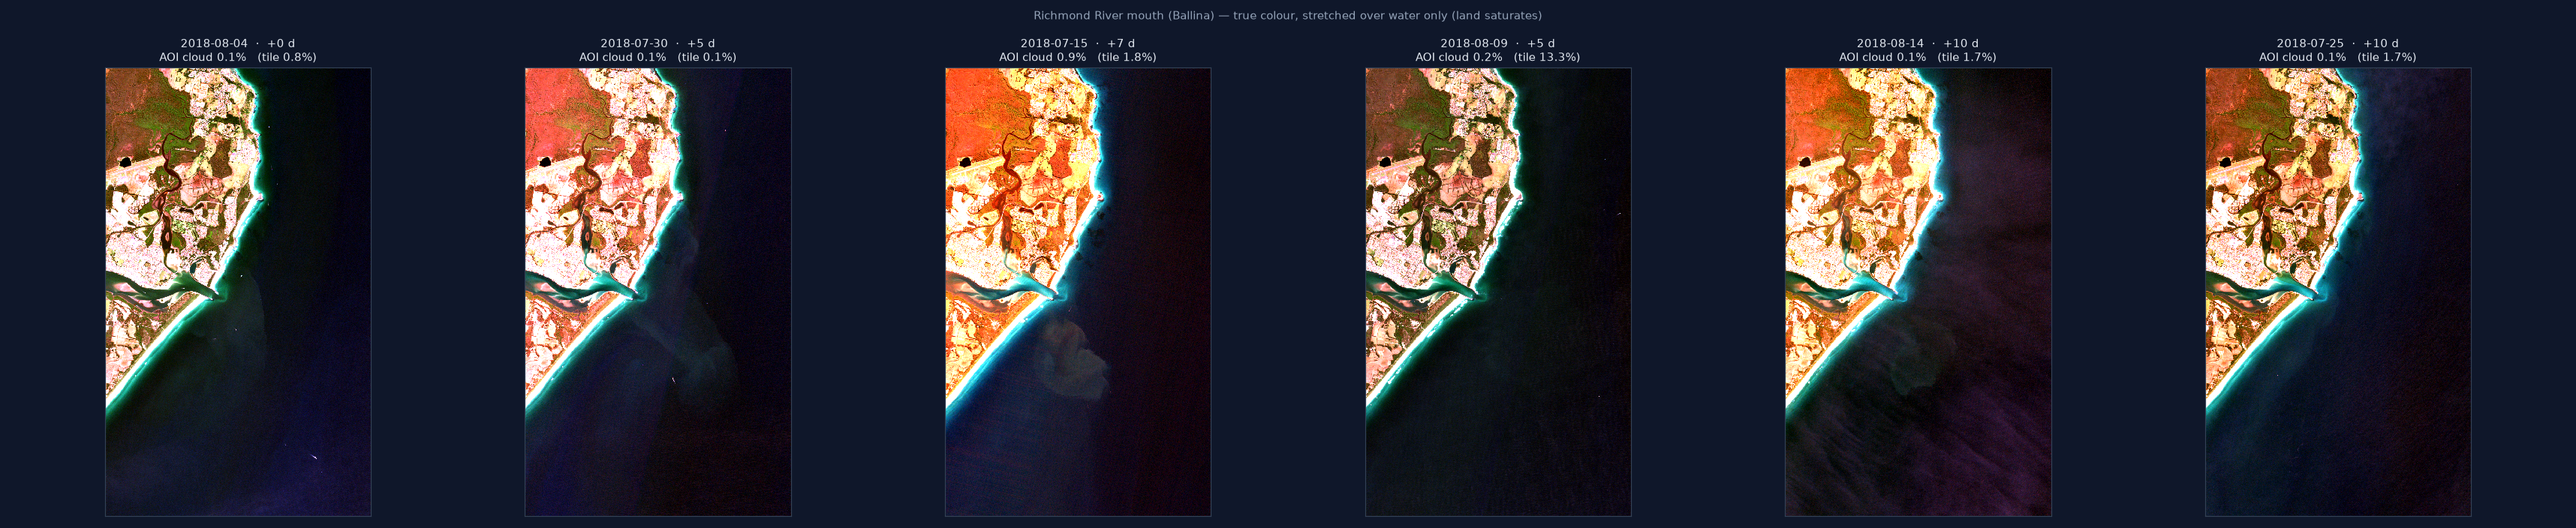 Richmond River mouth (Ballina) — true colour, stretched over water only (land saturates)
2018-08-04 · +0 d
AOI cloud 0.1% (tile 0.8%)
2018-07-30 · +5 d
AOI cloud 0.1% (tile 0.1%)
2018-07-15 · +7 d
AOI cloud 0.9% (tile 1.8%)
2018-08-09 · +5 d
AOI cloud 0.2% (tile 13.3%)
2018-08-14 · +10 d
AOI cloud 0.1% (tile 1.7%)
2018-07-25 · +10 d
AOI cloud 0.1% (tile 1.7%)